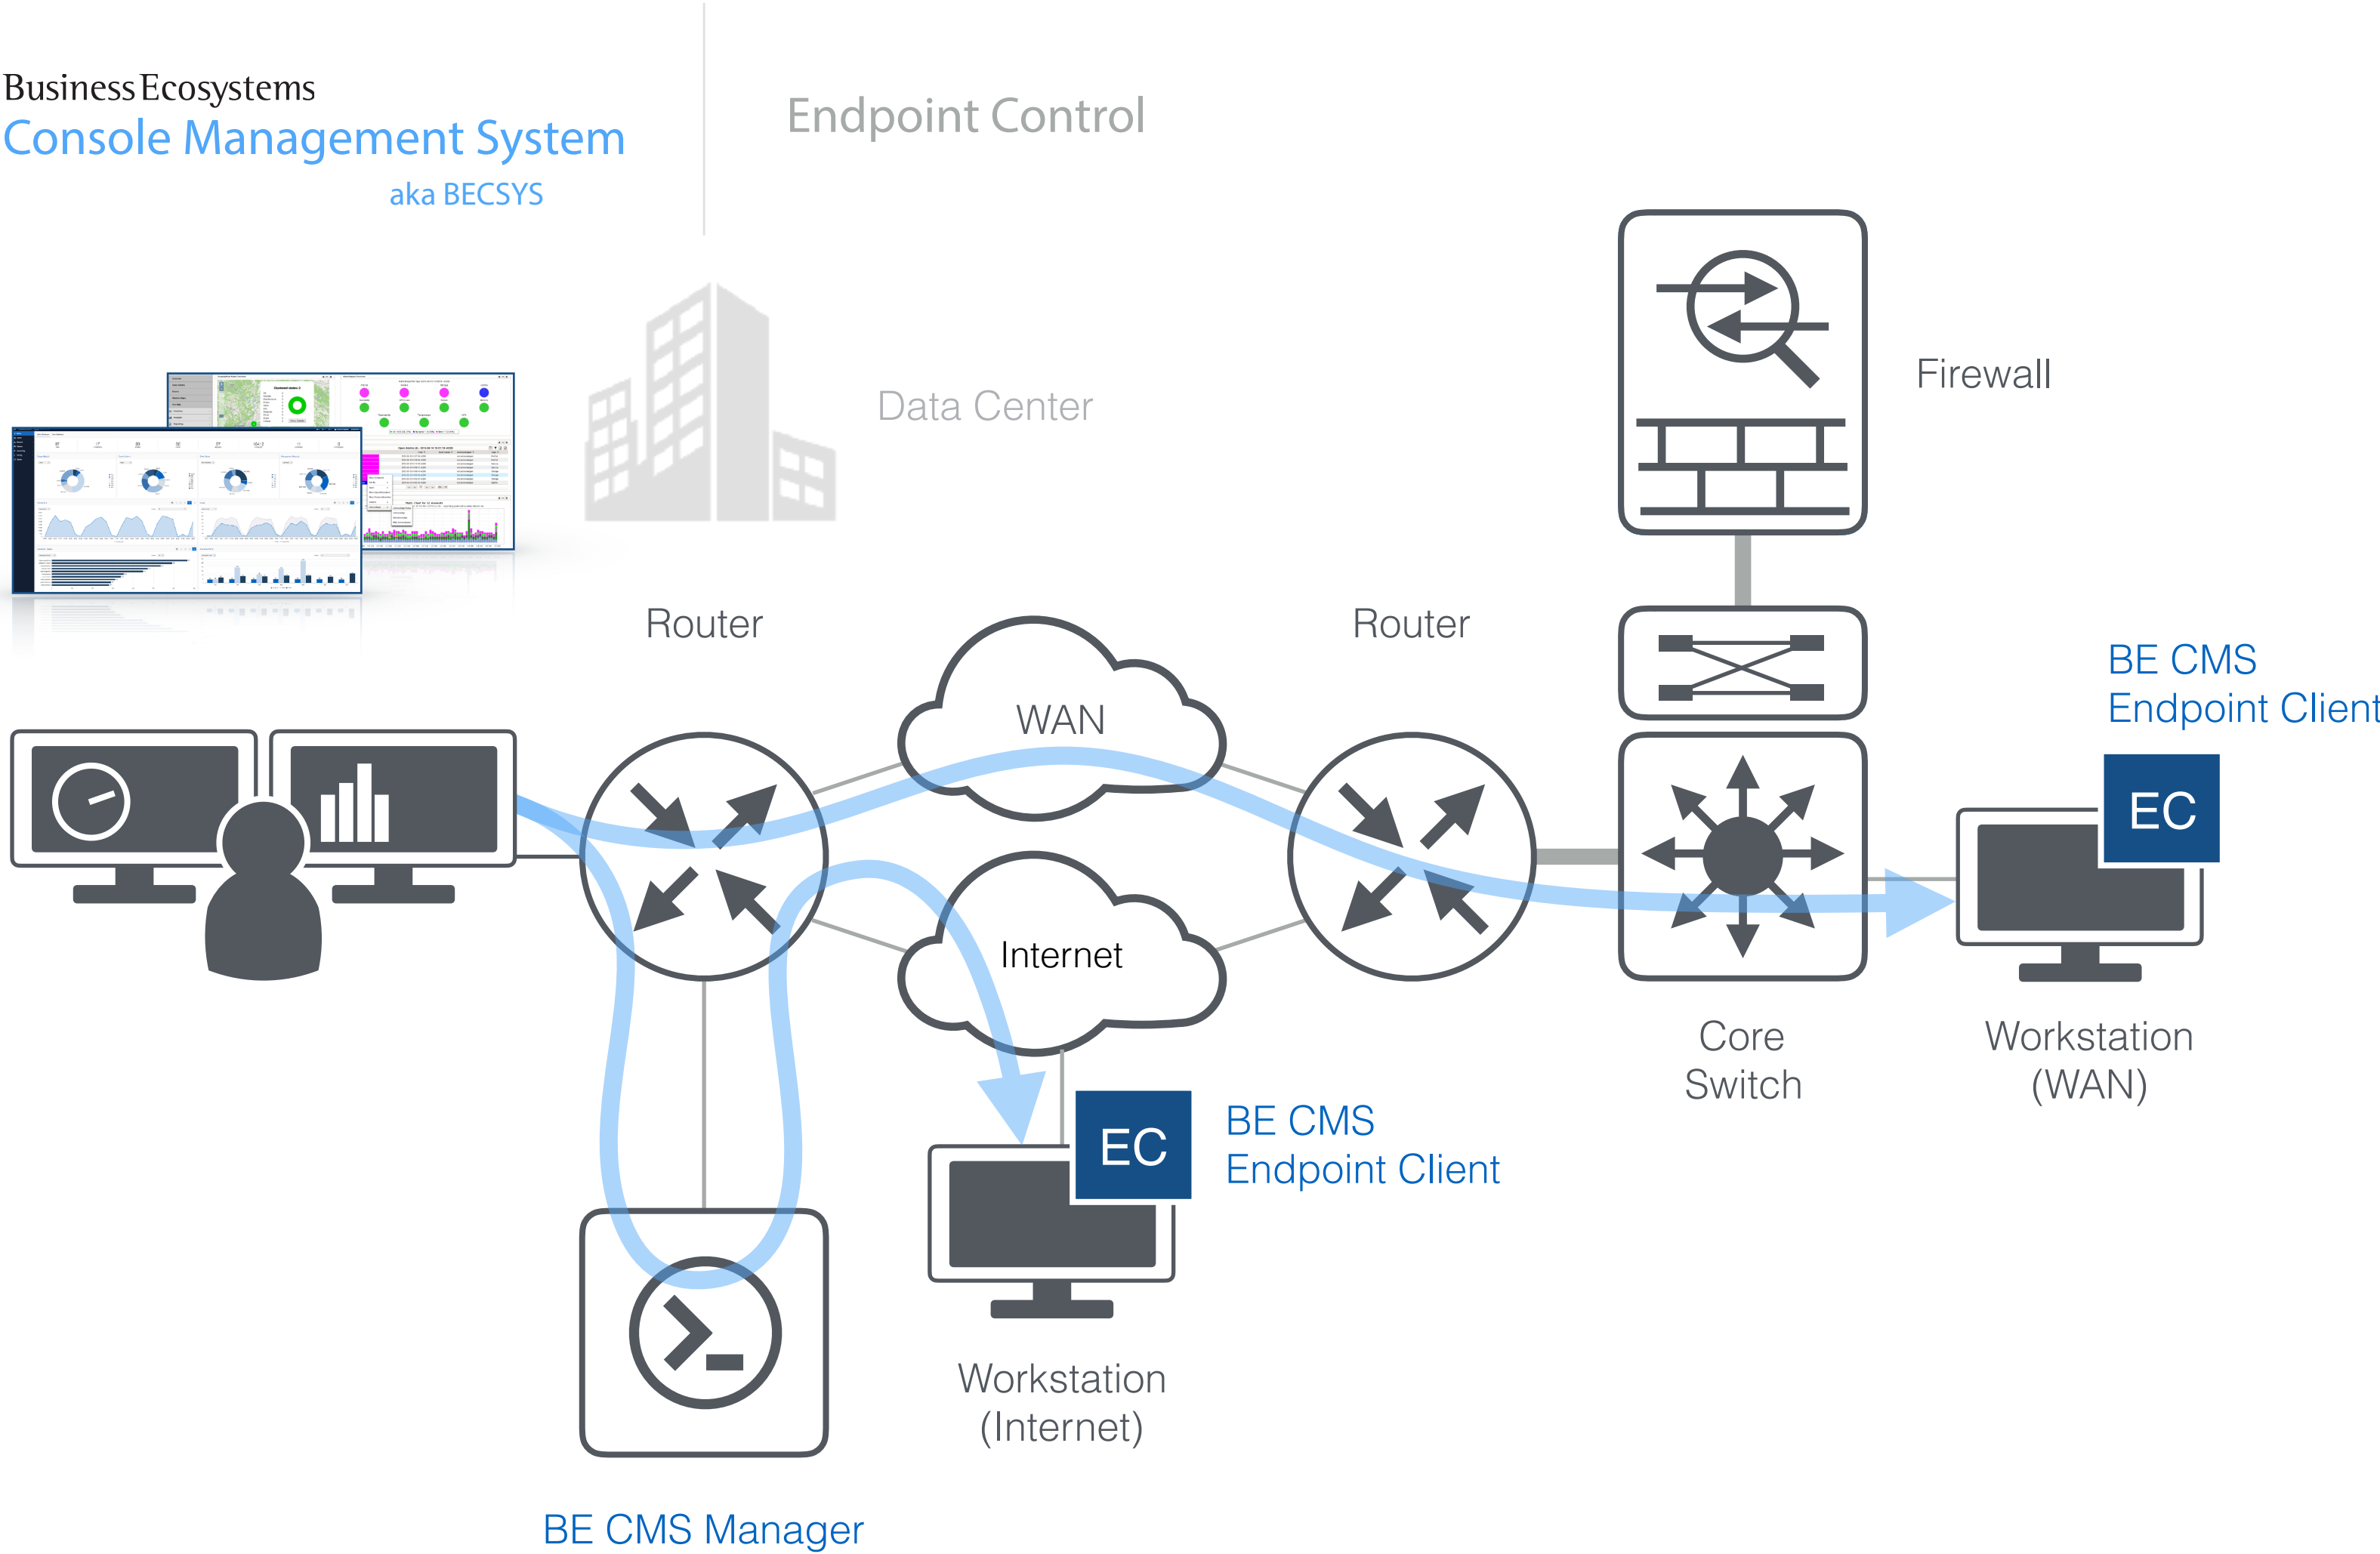 Business Ecosystems
Console Management System
aka BECSYS
Endpoint Control
Data Center
Firewall
Router
WAN
Router
BE CMS
Endpoint Client
EC
Internet
Core
Switch
Workstation
(WAN)
EC
BE CMS
Endpoint Client
Workstation
(Internet)
BE CMS Manager